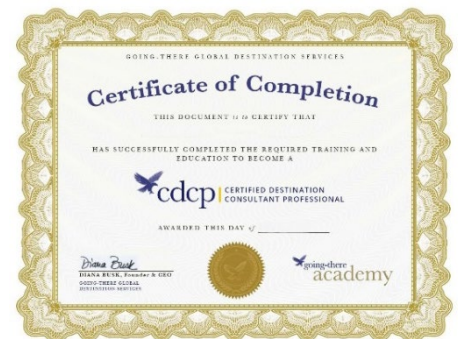 GOING-THERE GLOBAL DESTINATION SERVICES
Certificate of Completion
THIS DOCUMENT is to CERTIFY THAT
HAS SUCCESSFULLY COMPLETED THE REQUIRED TRAINING AND
EDUCATION TO BECOME A
cdcp CERTIFIED DESTINATION
CONSULTANT PROFESSIONAL
AWARDED THIS DAY of
Diana Busk
DIANA BUSK, Founder & CEO
GOING-THERE GLOBAL
DESTINATION SERVICES
going-there
academy